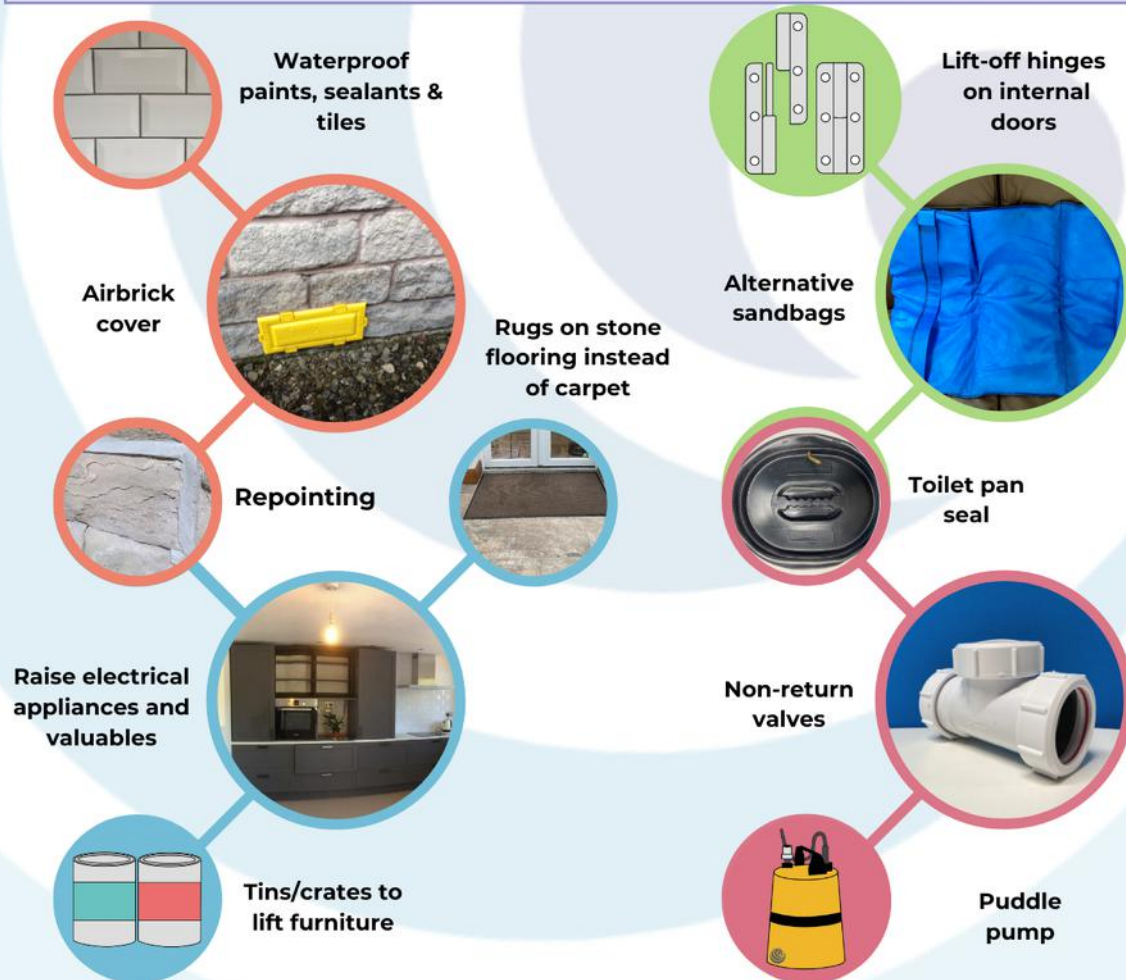 Waterproof
paints, sealants &
tiles
Lift-off hinges
on internal
doors
Airbrick
cover
Alternative
sandbags
Rugs on stone
flooring instead
of carpet
Repointing
Toilet pan
seal
Raise electrical
appliances and
valuables
Non-return
valves
Tins/crates to
lift furniture
Puddle
pump